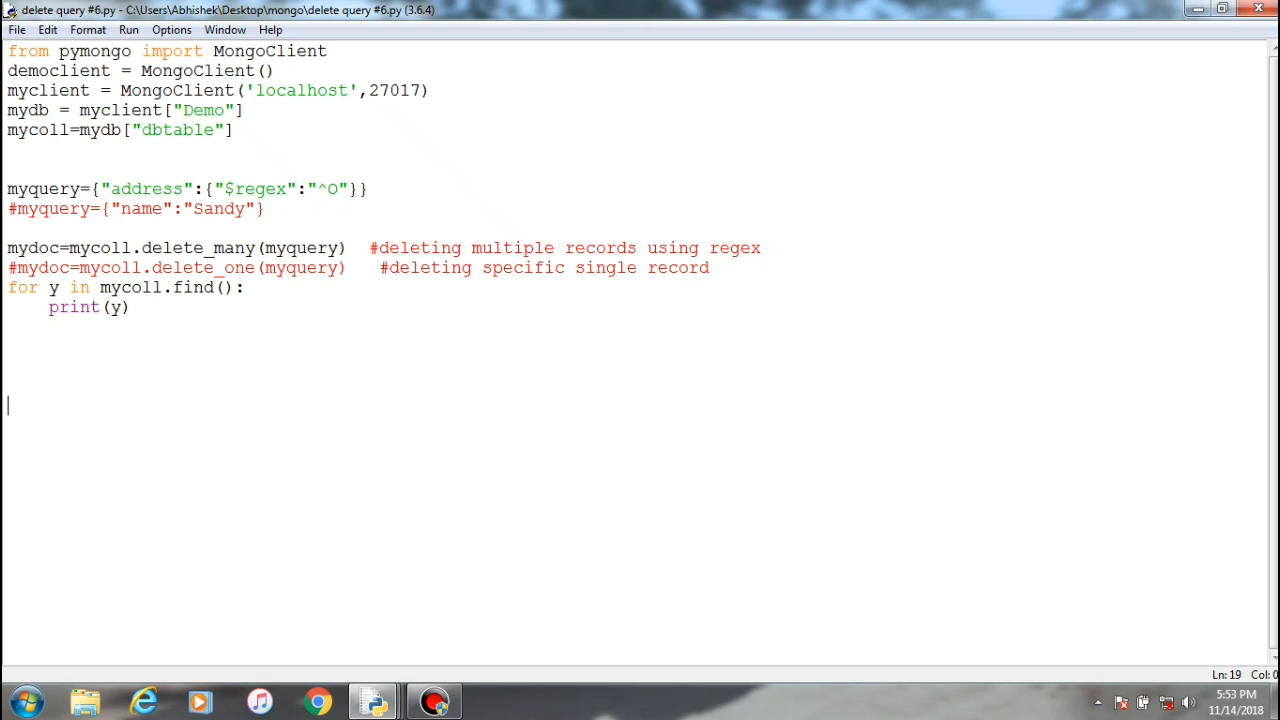 delete query #6.py - C:\Users\Abhishek\Desktop\mongo\delete query #6.py (3.6.4)
File Edit Format Run Options Window Help
from pymongo import MongoClient
democlient = MongoClient()
myclient = MongoClient('localhost',27017)
mydb = myclient["Demo"]
mycoll=mydb["dbtable"]
myquery={"address":{"$regex":"^O"}}
#myquery={"name":"Sandy"}
mydoc=mycoll.delete_many(myquery)  #deleting multiple records using regex
#mydoc=mycoll.delete_one(myquery)   #deleting specific single record
for y in mycoll.find():
    print(y)
Ln: 19 Col: 0
5:53 PM
11/14/2018